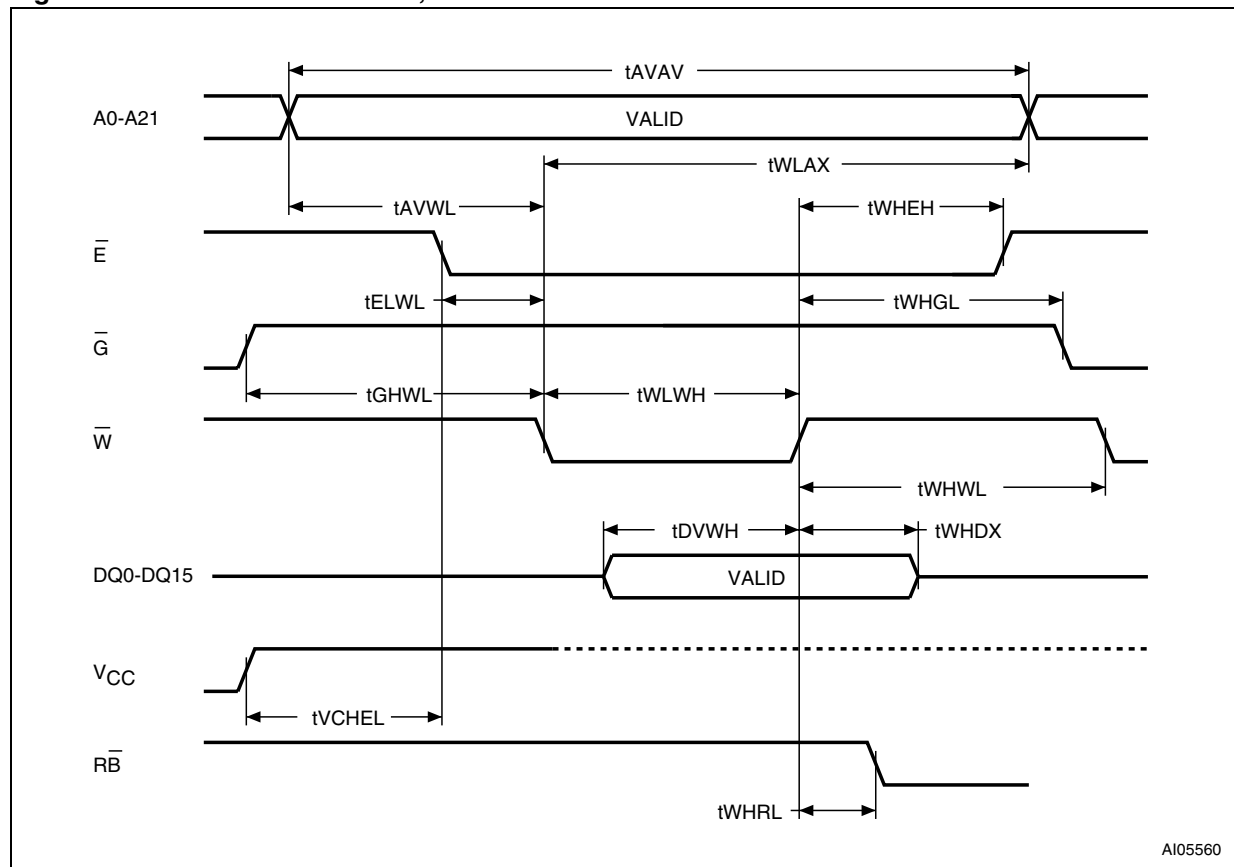 tAVAV
A0-A21
VALID
tWLAX
tAVWL
tWHEH
E̅
tELWL
tWHGL
G̅
tGHWL
tWLWH
W̅
tWHWL
tDVWH
tWHDX
DQ0-DQ15
VALID
VCC
tVCHEL
RB̅
tWHRL
AI05560